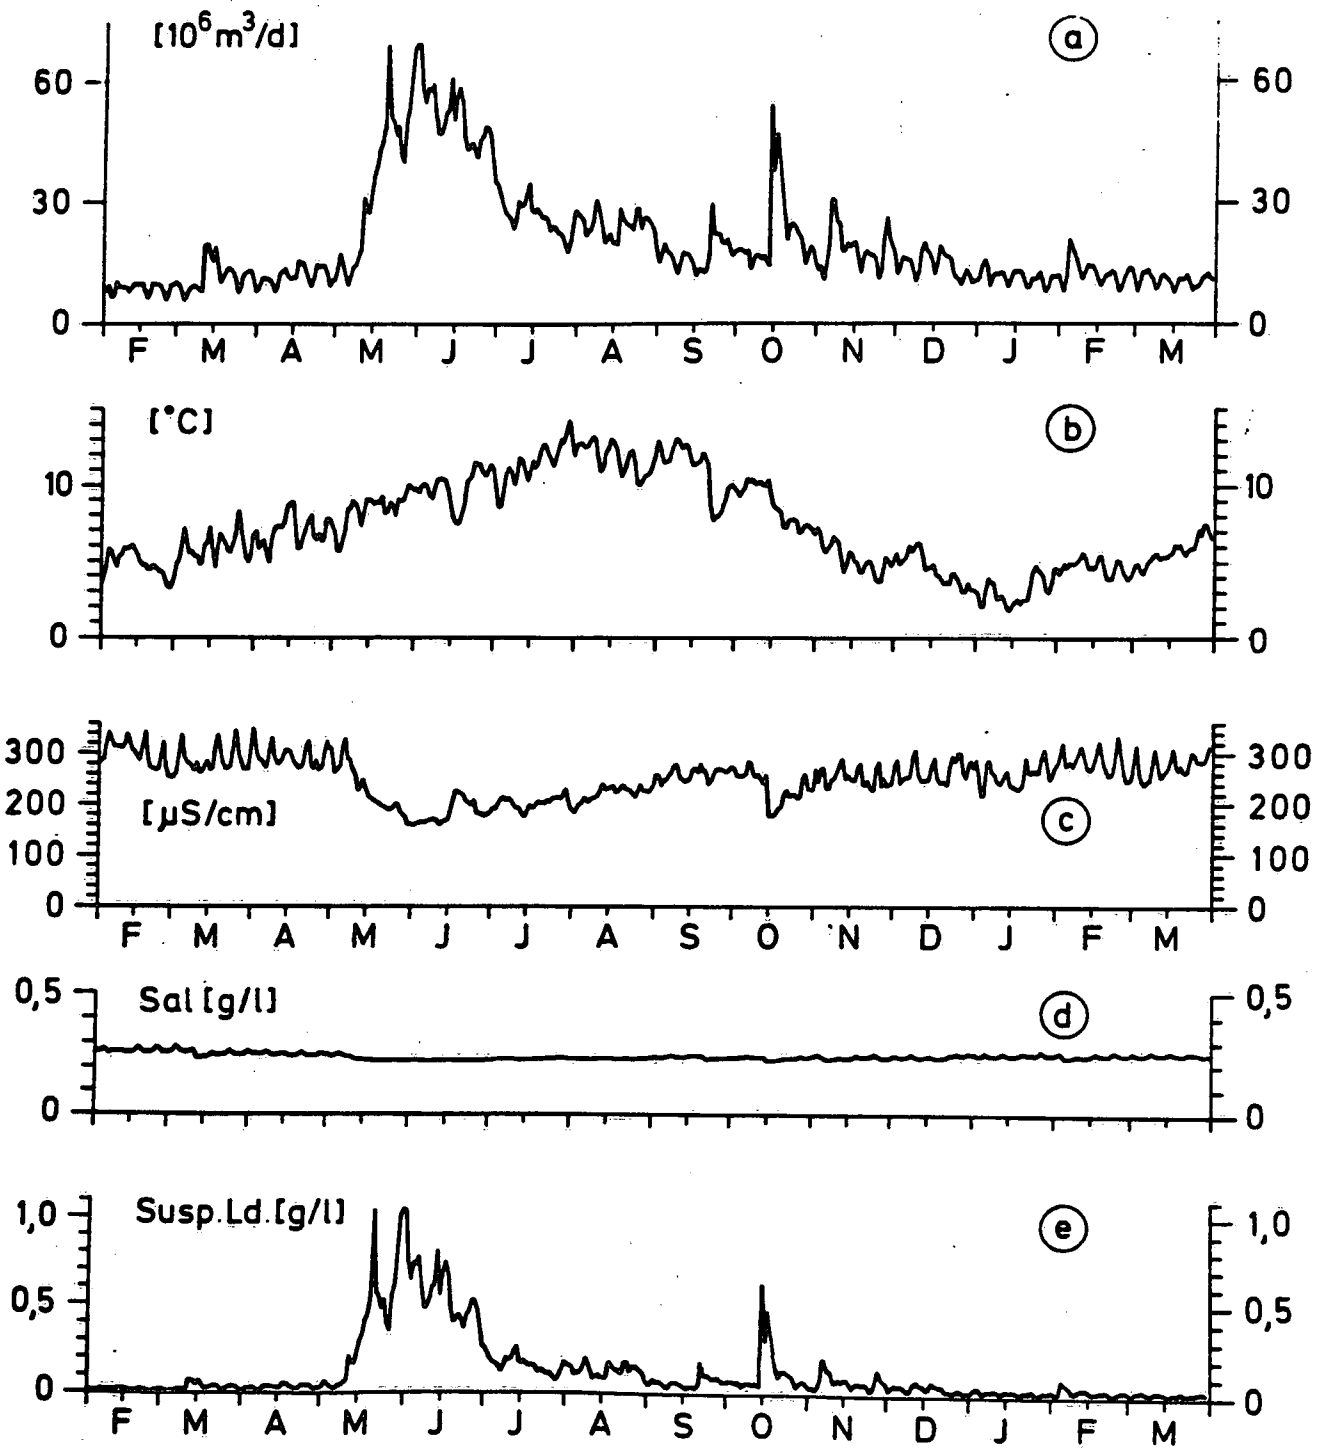 [10⁶m³/d] ⓐ
60 60
30 30
0 0
F M A M J J A S O N D J F M
[°C] ⓑ
10 10
0 0
300 300
200 200
[µS/cm] ⓒ
100 100
0 0
F M A M J J A S O N D J F M
0,5 Sal [g/l] ⓓ 0,5
0 0
1,0 Susp.Ld.[g/l] ⓔ 1,0
0,5 0,5
0 0
F M A M J J A S O N D J F M